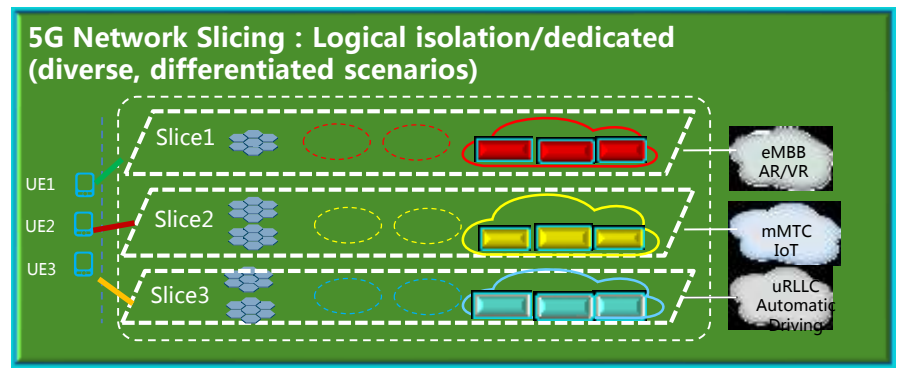 5G Network Slicing : Logical isolation/dedicated
(diverse, differentiated scenarios)
Slice1
eMBB
AR/VR
UE1
Slice2
UE2
mMTC
IoT
UE3
Slice3
uRLLC
Automatic
Driving